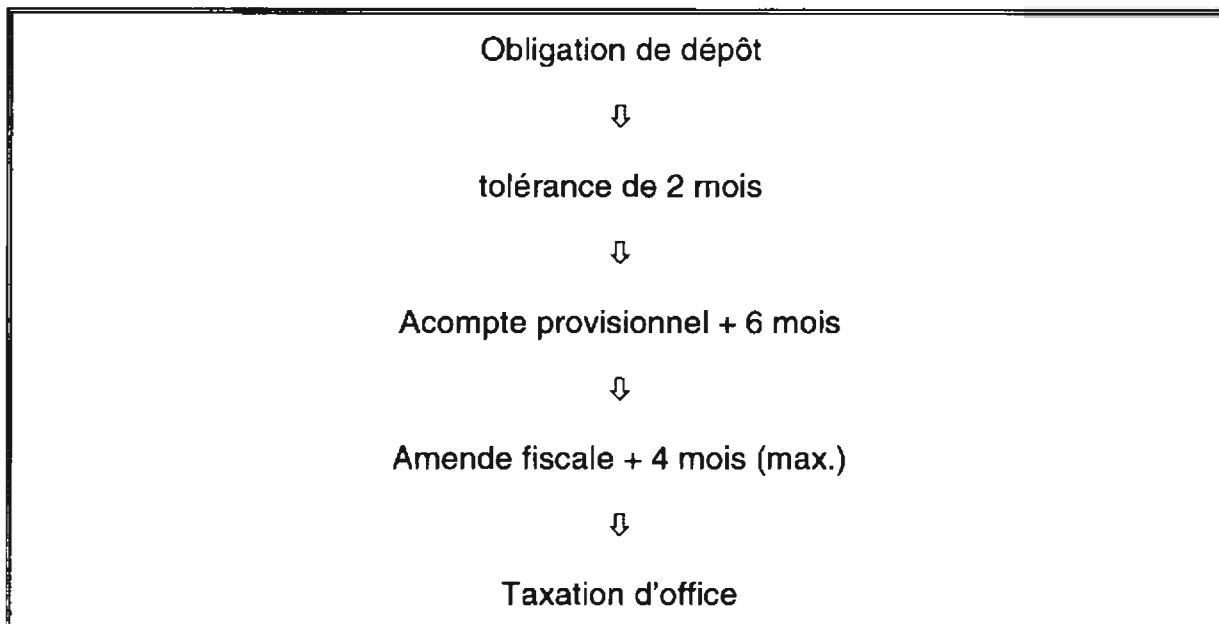 Obligation de dépôt
⇩
tolérance de 2 mois
⇩
Acompte provisionnel + 6 mois
⇩
Amende fiscale + 4 mois (max.)
⇩
Taxation d'office